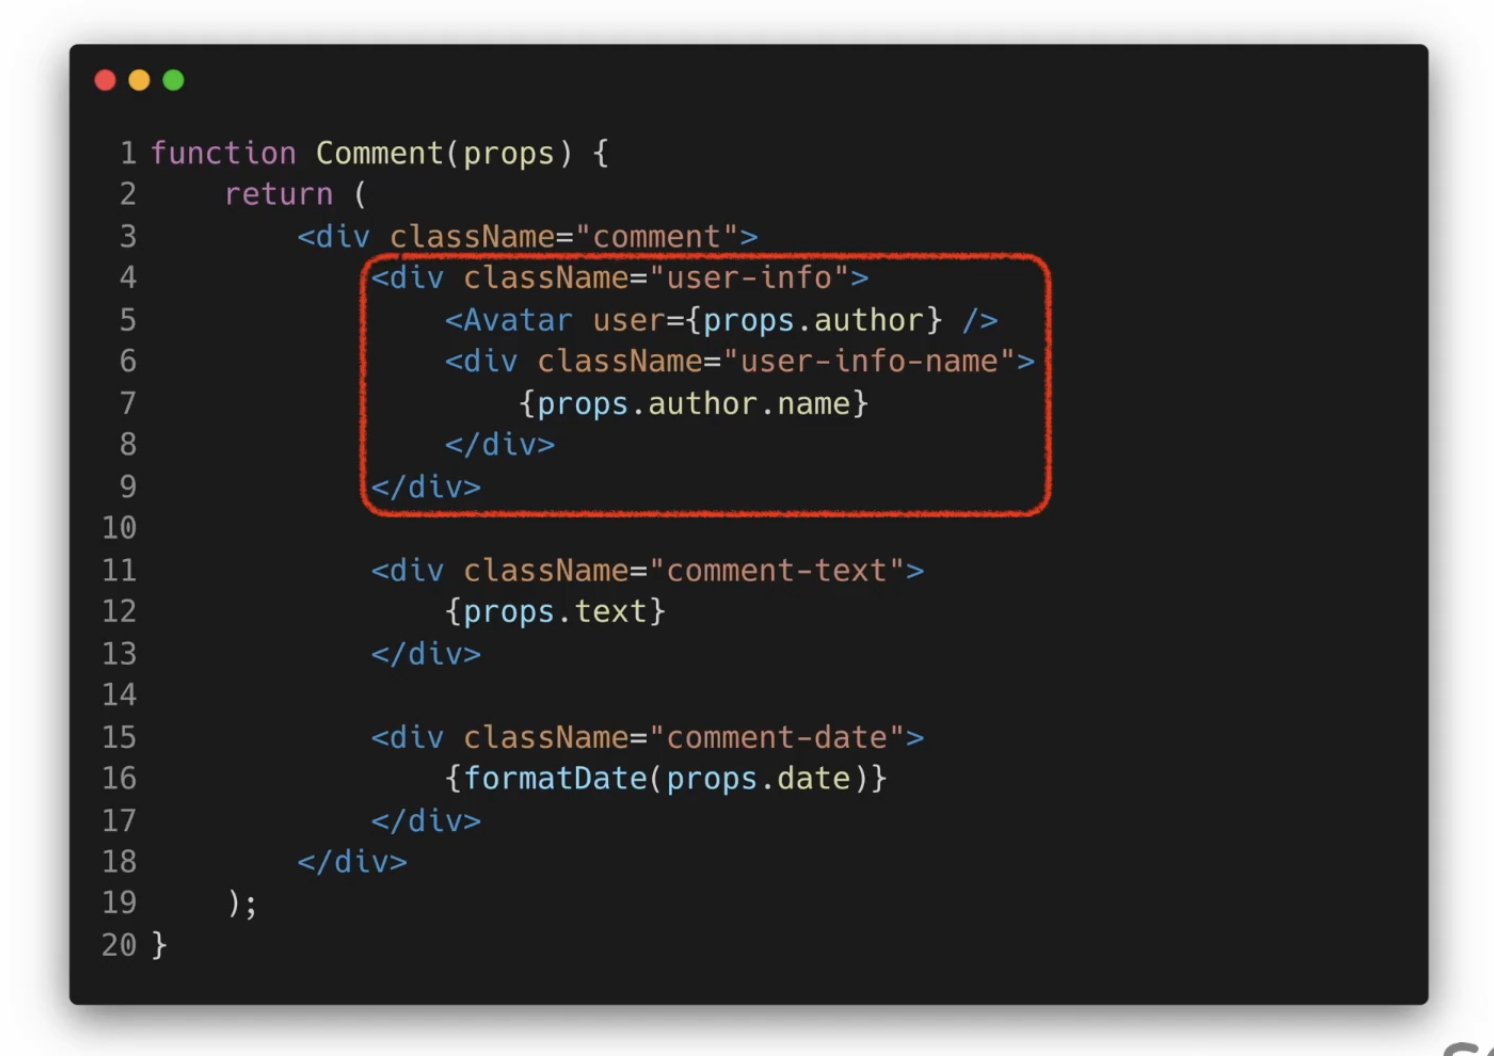 1 function Comment(props) {
2     return (
3         <div className="comment">
4             <div className="user-info">
5                 <Avatar user={props.author} />
6                 <div className="user-info-name">
7                     {props.author.name}
8                 </div>
9             </div>
10
11             <div className="comment-text">
12                 {props.text}
13             </div>
14
15             <div className="comment-date">
16                 {formatDate(props.date)}
17             </div>
18         </div>
19     );
20 }